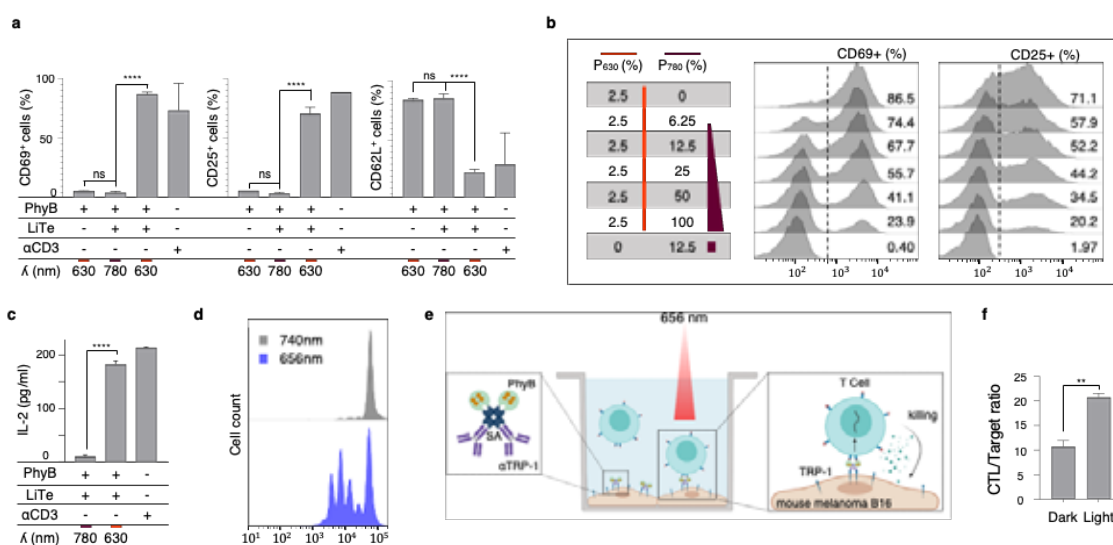 a
100
50
0
CD69+ cells (%)
ns
****
100
50
0
CD25+ cells (%)
ns
****
100
50
0
CD62L+ cells (%)
ns
****
PhyB + + + - + + + - + + + -
LiTe - + + - - + + - - + + -
αCD3 - - - + - - - + - - - +
ʎ (nm) 630 780 630 630 780 630 630 780 630
b
P630 (%) P780 (%) CD69+ (%) CD25+ (%)
2.5 0 86.5 71.1
2.5 6.25 74.4 57.9
2.5 12.5 67.7 52.2
2.5 25 55.7 44.2
2.5 50 41.1 34.5
2.5 100 23.9 20.2
0 12.5 0.40 1.97
10² 10³ 10⁴ 10² 10³ 10⁴
c
200
100
0
IL-2 (pg/ml)
****
PhyB + + -
LiTe + + -
αCD3 - - +
ʎ (nm) 780 630
d
740nm
656nm
Cell count
10¹ 10² 10³ 10⁴ 10⁵
e
656 nm
PhyB
SA
αTRP-1
T Cell
killing
TRP-1
mouse melanoma B16
f
25
20
15
10
5
0
CTL/Target ratio
**
Dark Light